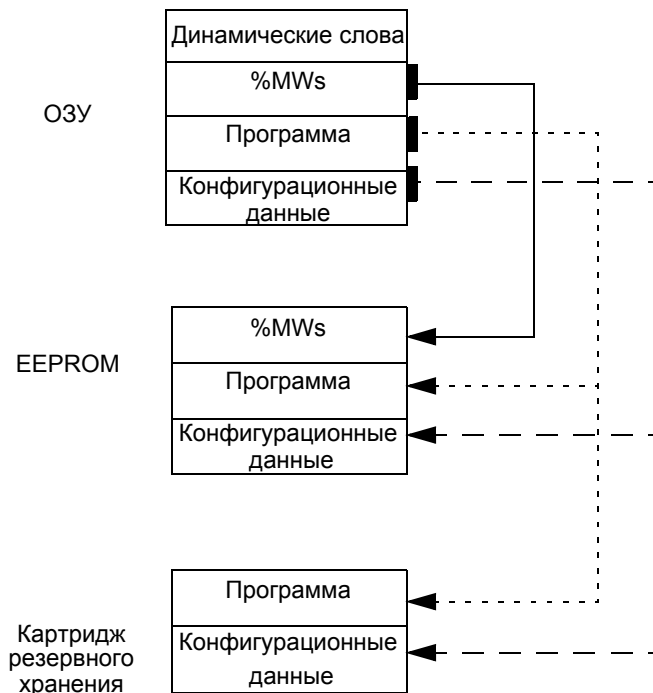 Динамические слова
%MWs
ОЗУ
Программа
Конфигурационные
данные
%MWs
EEPROM
Программа
Конфигурационные
данные
Программа
Картридж
резервного
хранения
Конфигурационные
данные